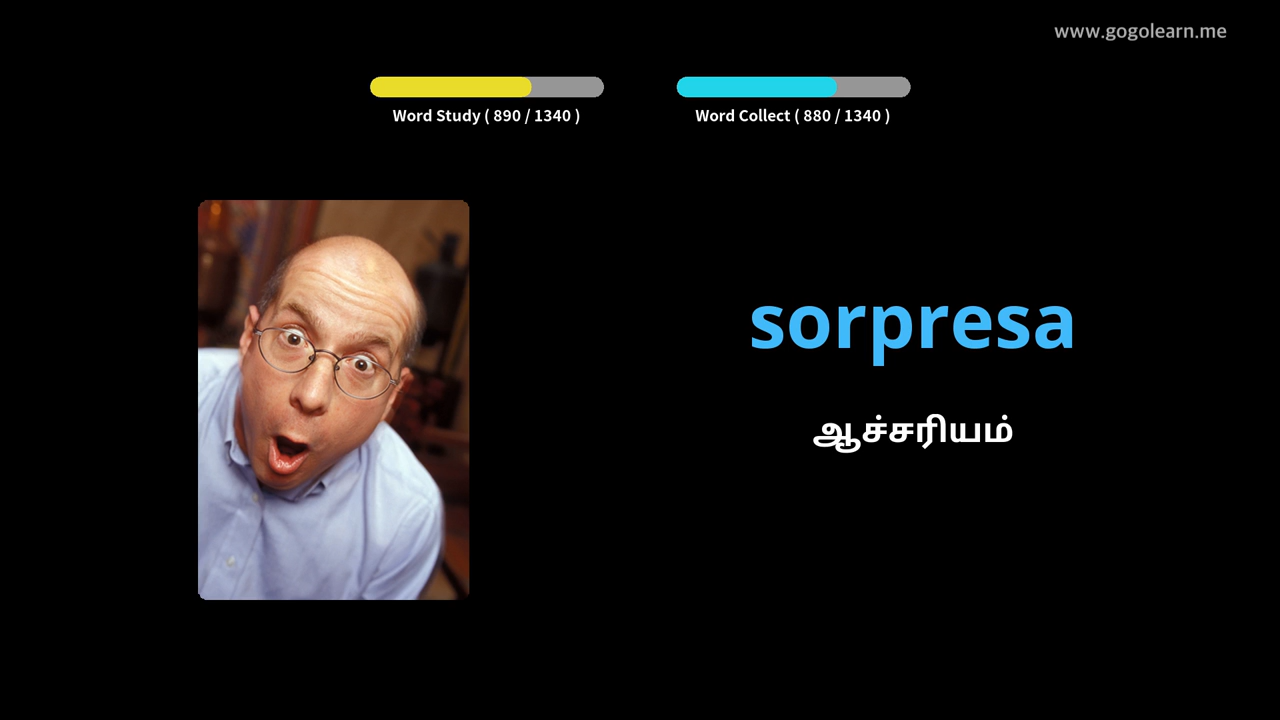 www.gogolearn.me
Word Study ( 890 / 1340 )
Word Collect ( 880 / 1340 )
sorpresa
ஆச்சரியம்